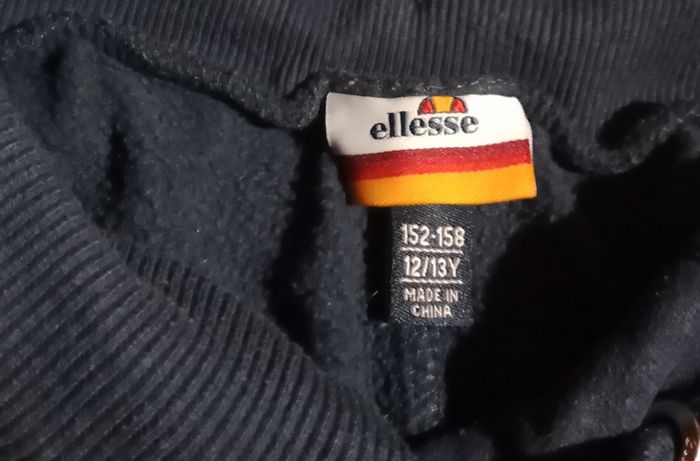 ellesse
152-158
12/13Y
MADE IN
CHINA